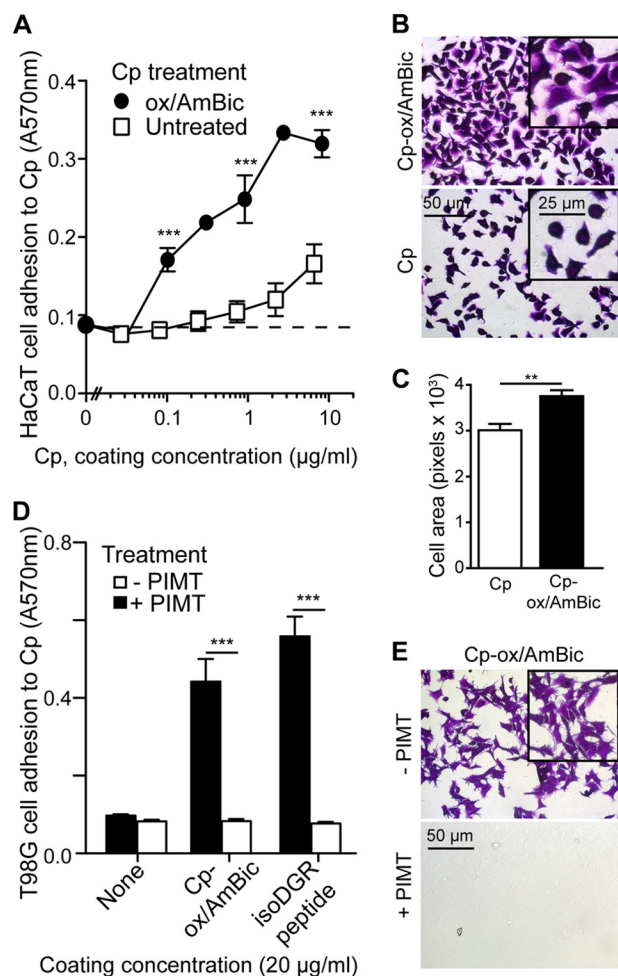 A
HaCaT cell adhesion to Cp (A570nm)
0.4
0.3
0.2
0.1
0.0
Cp treatment
ox/AmBic
Untreated
***
***
***
0
0.1
1
10
Cp, coating concentration (µg/ml)
B
Cp-ox/AmBic
Cp
50 µm
25 µm
C
Cell area (pixels x 10³)
4
3
2
1
0
**
Cp
Cp-
ox/AmBic
D
T98G cell adhesion to Cp (A570nm)
0.8
0.4
0.0
Treatment
- PIMT
+ PIMT
***
***
None
Cp-
ox/AmBic
isoDGR
peptide
Coating concentration (20 µg/ml)
E
Cp-ox/AmBic
- PIMT
+ PIMT
50 µm